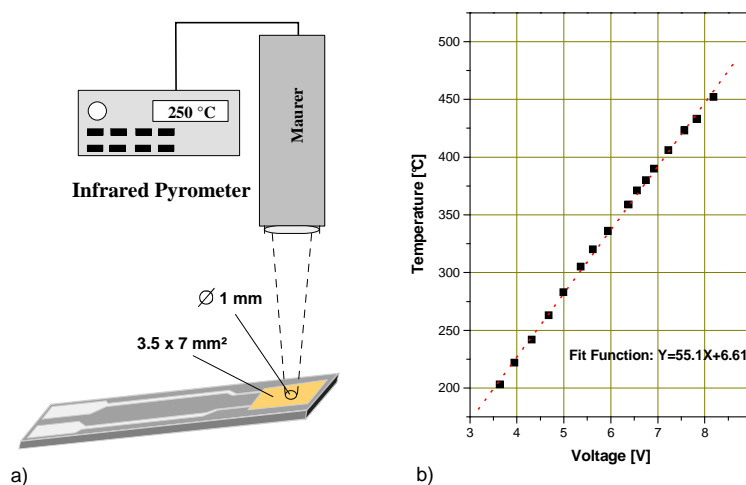 Maurer
250 °C
Infrared Pyrometer
∅ 1 mm
3.5 x 7 mm²
a)
Temperature [°C]
500
450
400
350
300
250
200
Fit Function: Y=55.1X+6.61
3 4 5 6 7 8
Voltage [V]
b)